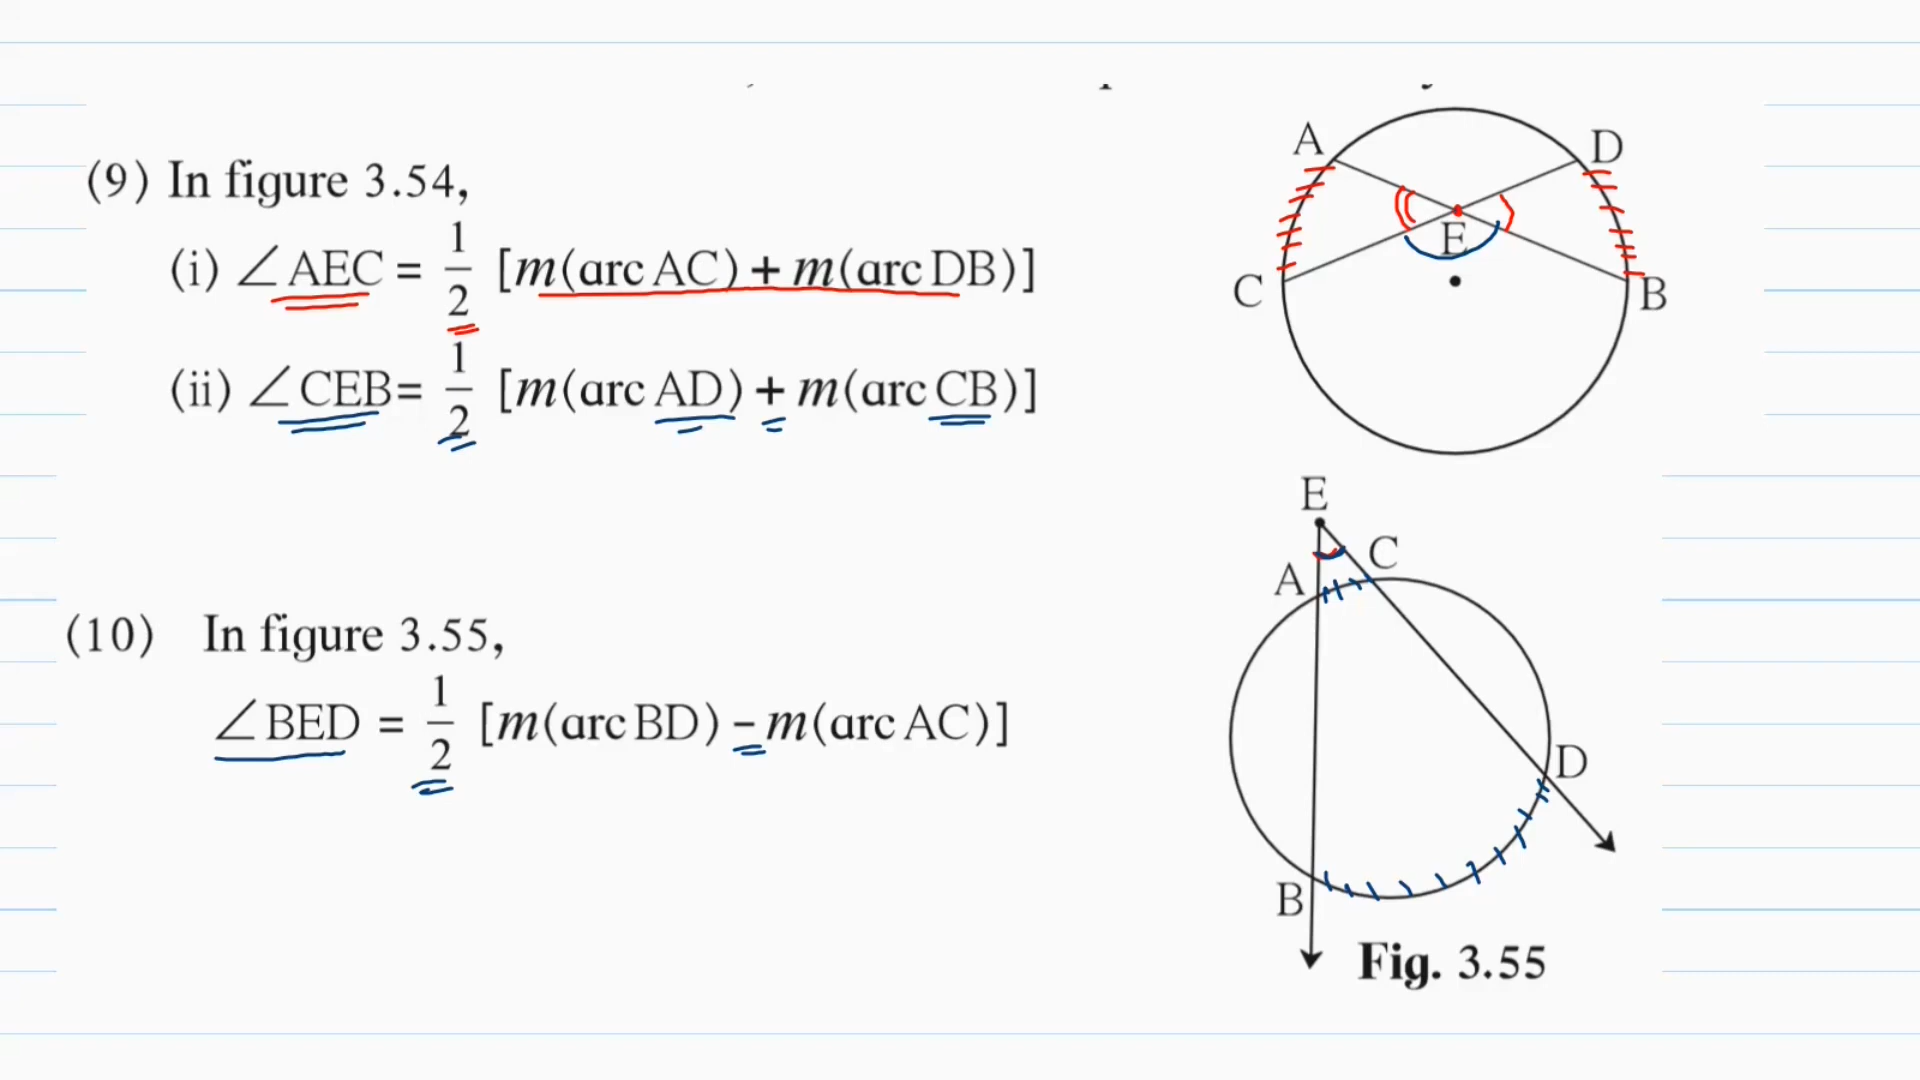 (9) In figure 3.54,
(i) ∠AEC = 1/2 [m(arc AC) + m(arc DB)]
(ii) ∠CEB= 1/2 [m(arc AD) + m(arc CB)]
A
D
E
C
B
(10) In figure 3.55,
∠BED = 1/2 [m(arc BD) – m(arc AC)]
E
C
A
D
B
Fig. 3.55